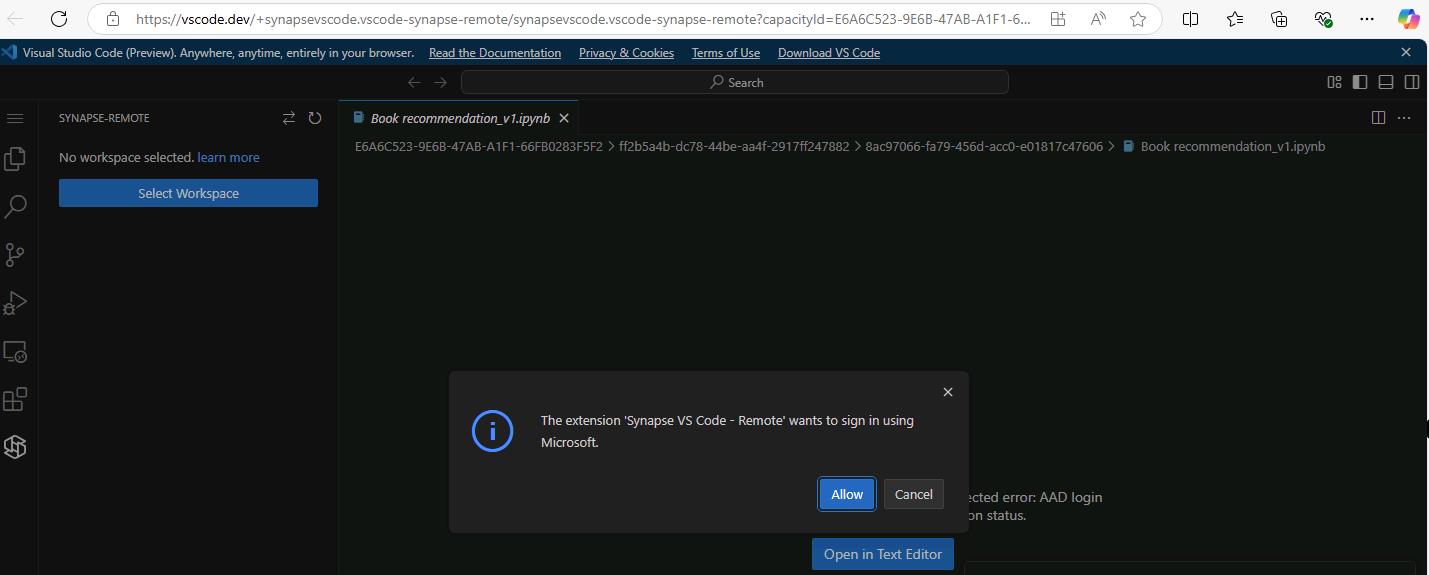 https://vscode.dev/+synapsevscode.vscode-synapse-remote/synapsevscode.vscode-synapse-remote?capacityId=E6A6C523-9E6B-47AB-A1F1-6...
Visual Studio Code (Preview). Anywhere, anytime, entirely in your browser. Read the Documentation Privacy & Cookies Terms of Use Download VS Code
Search
SYNAPSE-REMOTE
No workspace selected. learn more
Select Workspace
Book recommendation_v1.ipynb
E6A6C523-9E6B-47AB-A1F1-66FB0283F5F2 > ff2b5a4b-dc78-44be-aa4f-2917ff247882 > 8ac97066-fa79-456d-acc0-e01817c47606 > Book recommendation_v1.ipynb
The extension 'Synapse VS Code - Remote' wants to sign in using
Microsoft.
Allow Cancel
ected error: AAD login
on status.
Open in Text Editor